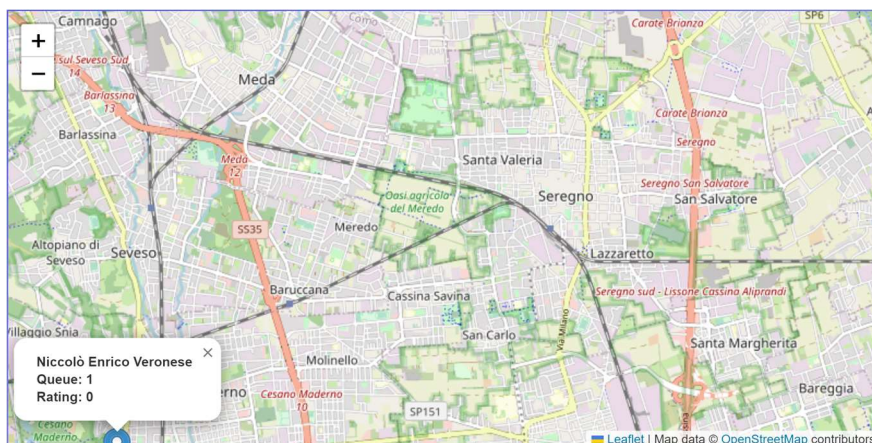 Camnago
Como
Carate Brianza
SP6
+
−
sul Seveso Sud
14
Meda
Barlassina
13
Carate Brianza
Barlassina
Seregno
Meda
12
Santa Valeria
Seregno San Salvatore
San Salvatore
Oasi agricola
del Meredo
Seregno
Meredo
SS35
Altopiano di
Seveso
Seveso
Lazzaretto
Baruccana
Cassina Savina
Seregno sud - Lissone Cassina Aliprandi
Villaggio Snia
San Carlo
Via Milano
Santa Margherita
Molinello
Niccolò Enrico Veronese
×
Queue: 1
Rating: 0
Bareggia
erno
Cesano Maderno
10
SP151
Cesano
Maderno
Leaflet | Map data © OpenStreetMap contributors